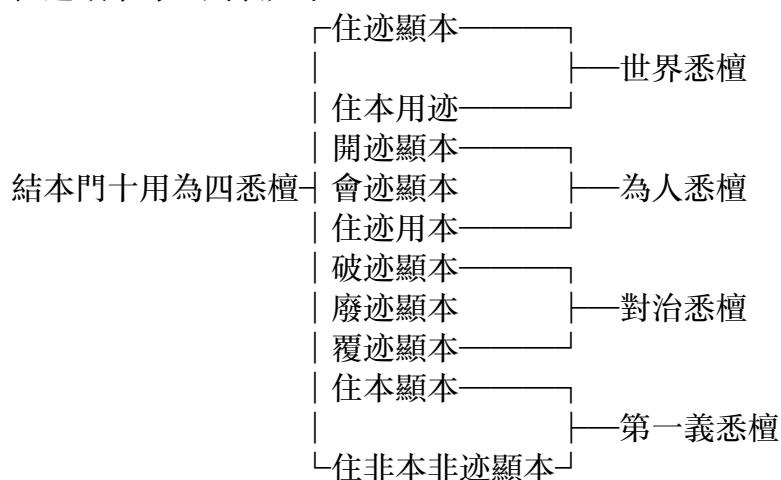 住迹顯本
世界悉檀
住本用迹
開迹顯本
結本門十用為四悉檀
會迹顯本
為人悉檀
住迹用本
破迹顯本
廢迹顯本
對治悉檀
覆迹顯本
住本顯本
第一義悉檀
住非本非迹顯本